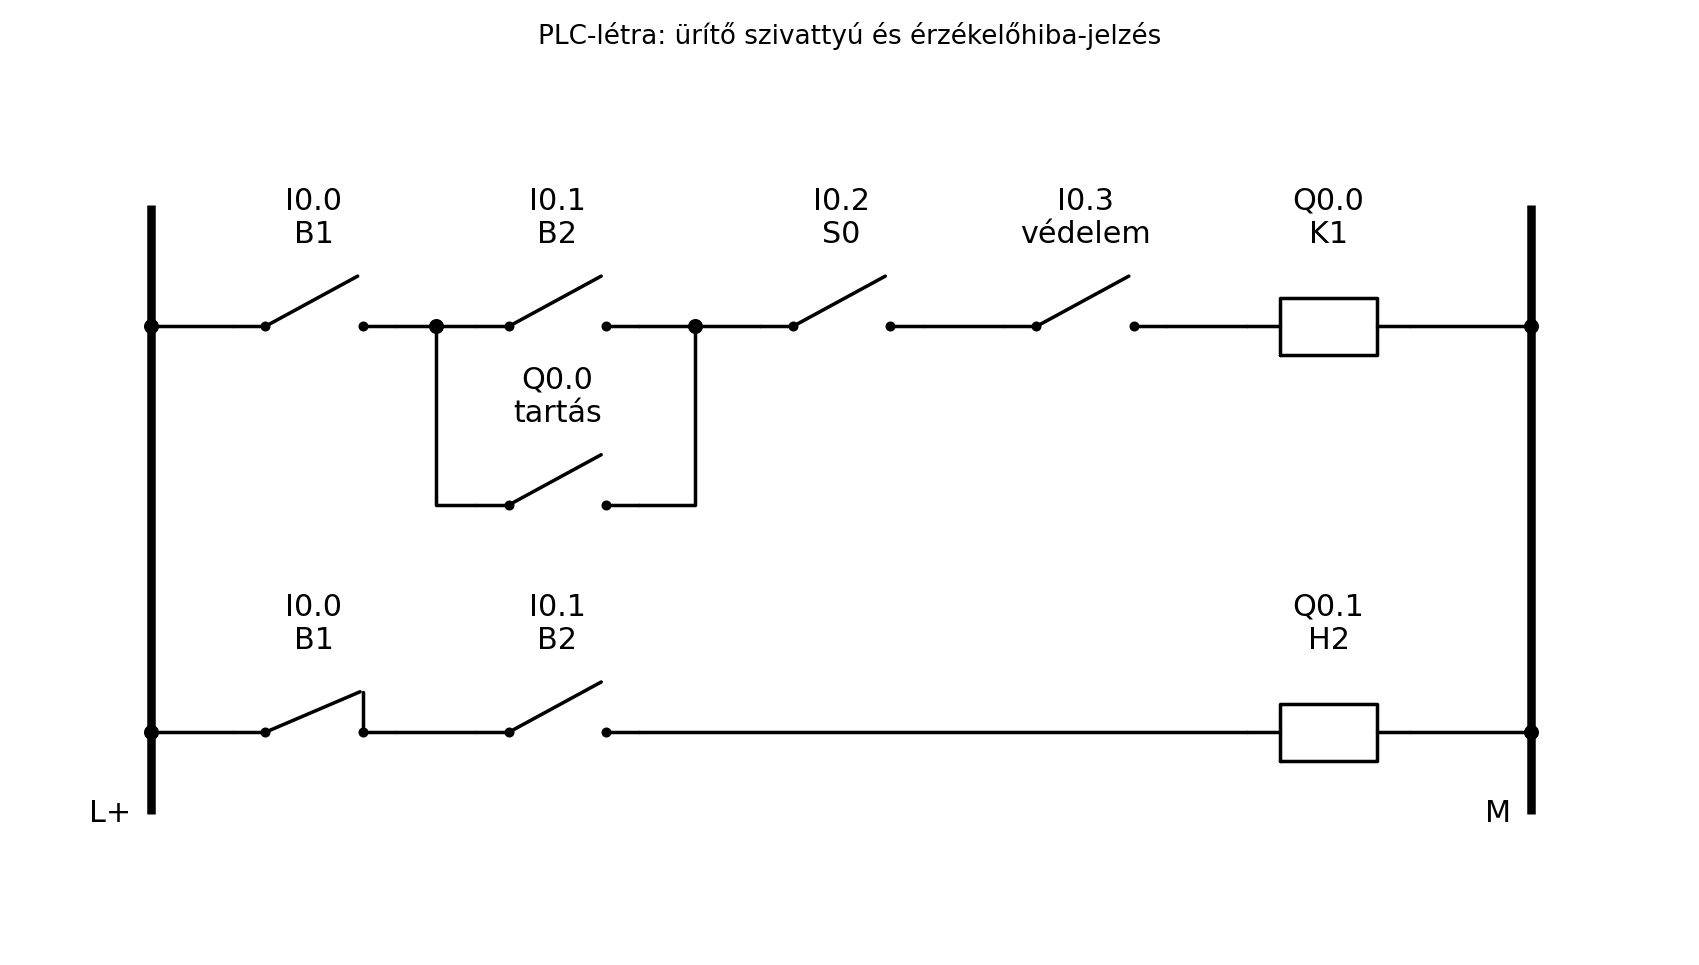 PLC-létra: ürítő szivattyú és érzékelőhiba-jelzés
I0.0
B1
I0.1
B2
I0.2
S0
I0.3
védelem
Q0.0
K1
Q0.0
tartás
I0.0
B1
I0.1
B2
Q0.1
H2
L+
M